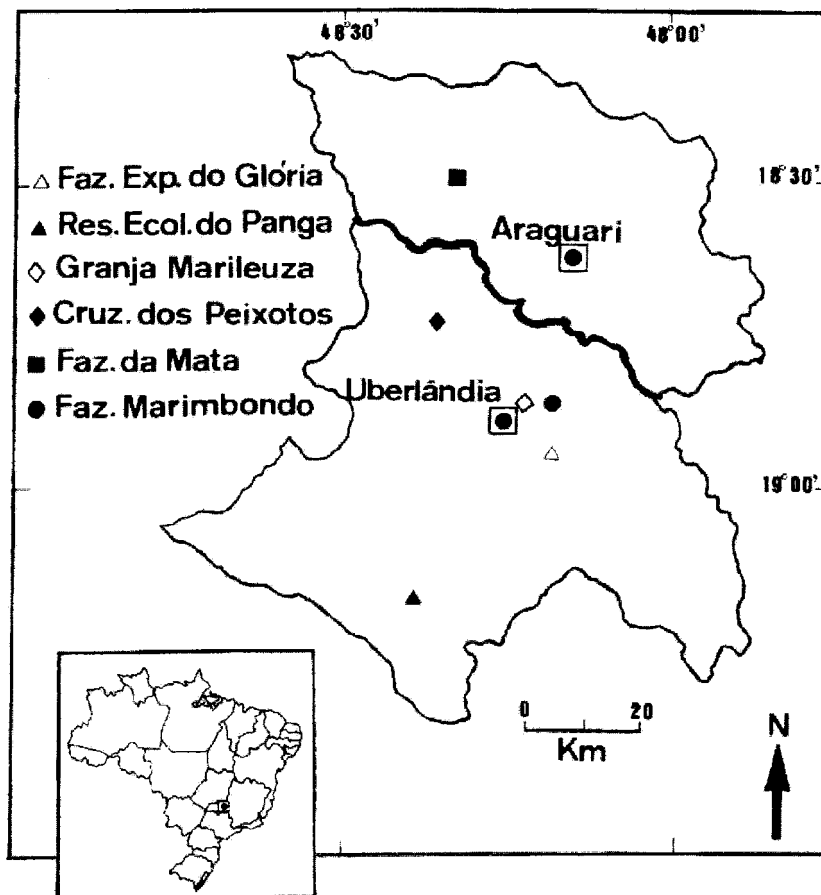 48°30'
48°00'
Faz. Exp. do Glória
18°30'
Res. Ecol. do Panga
Araguari
Granja Marileuza
Cruz. dos Peixotos
Faz. da Mata
Uberlândia
Faz. Marimbondo
19°00'
0 20
Km
N